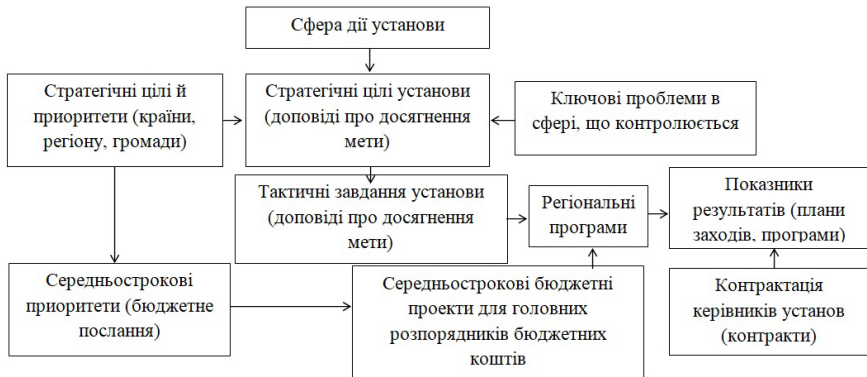 Сфера дії установи
Стратегічні цілі й
приоритети (країни,
регіону, громади)
Стратегічні цілі установи
(доповіді про досягнення
мети)
Ключові проблеми в
сфері, що контролюється
Тактичні завдання установи
(доповіді про досягнення
мети)
Регіональні
програми
Показники
результатів (плани
заходів, програми)
Середньострокові
приоритети (бюджетне
послання)
Середньострокові бюджетні
проекти для головних
розпорядників бюджетних
коштів
Контрактація
керівників установ
(контракти)